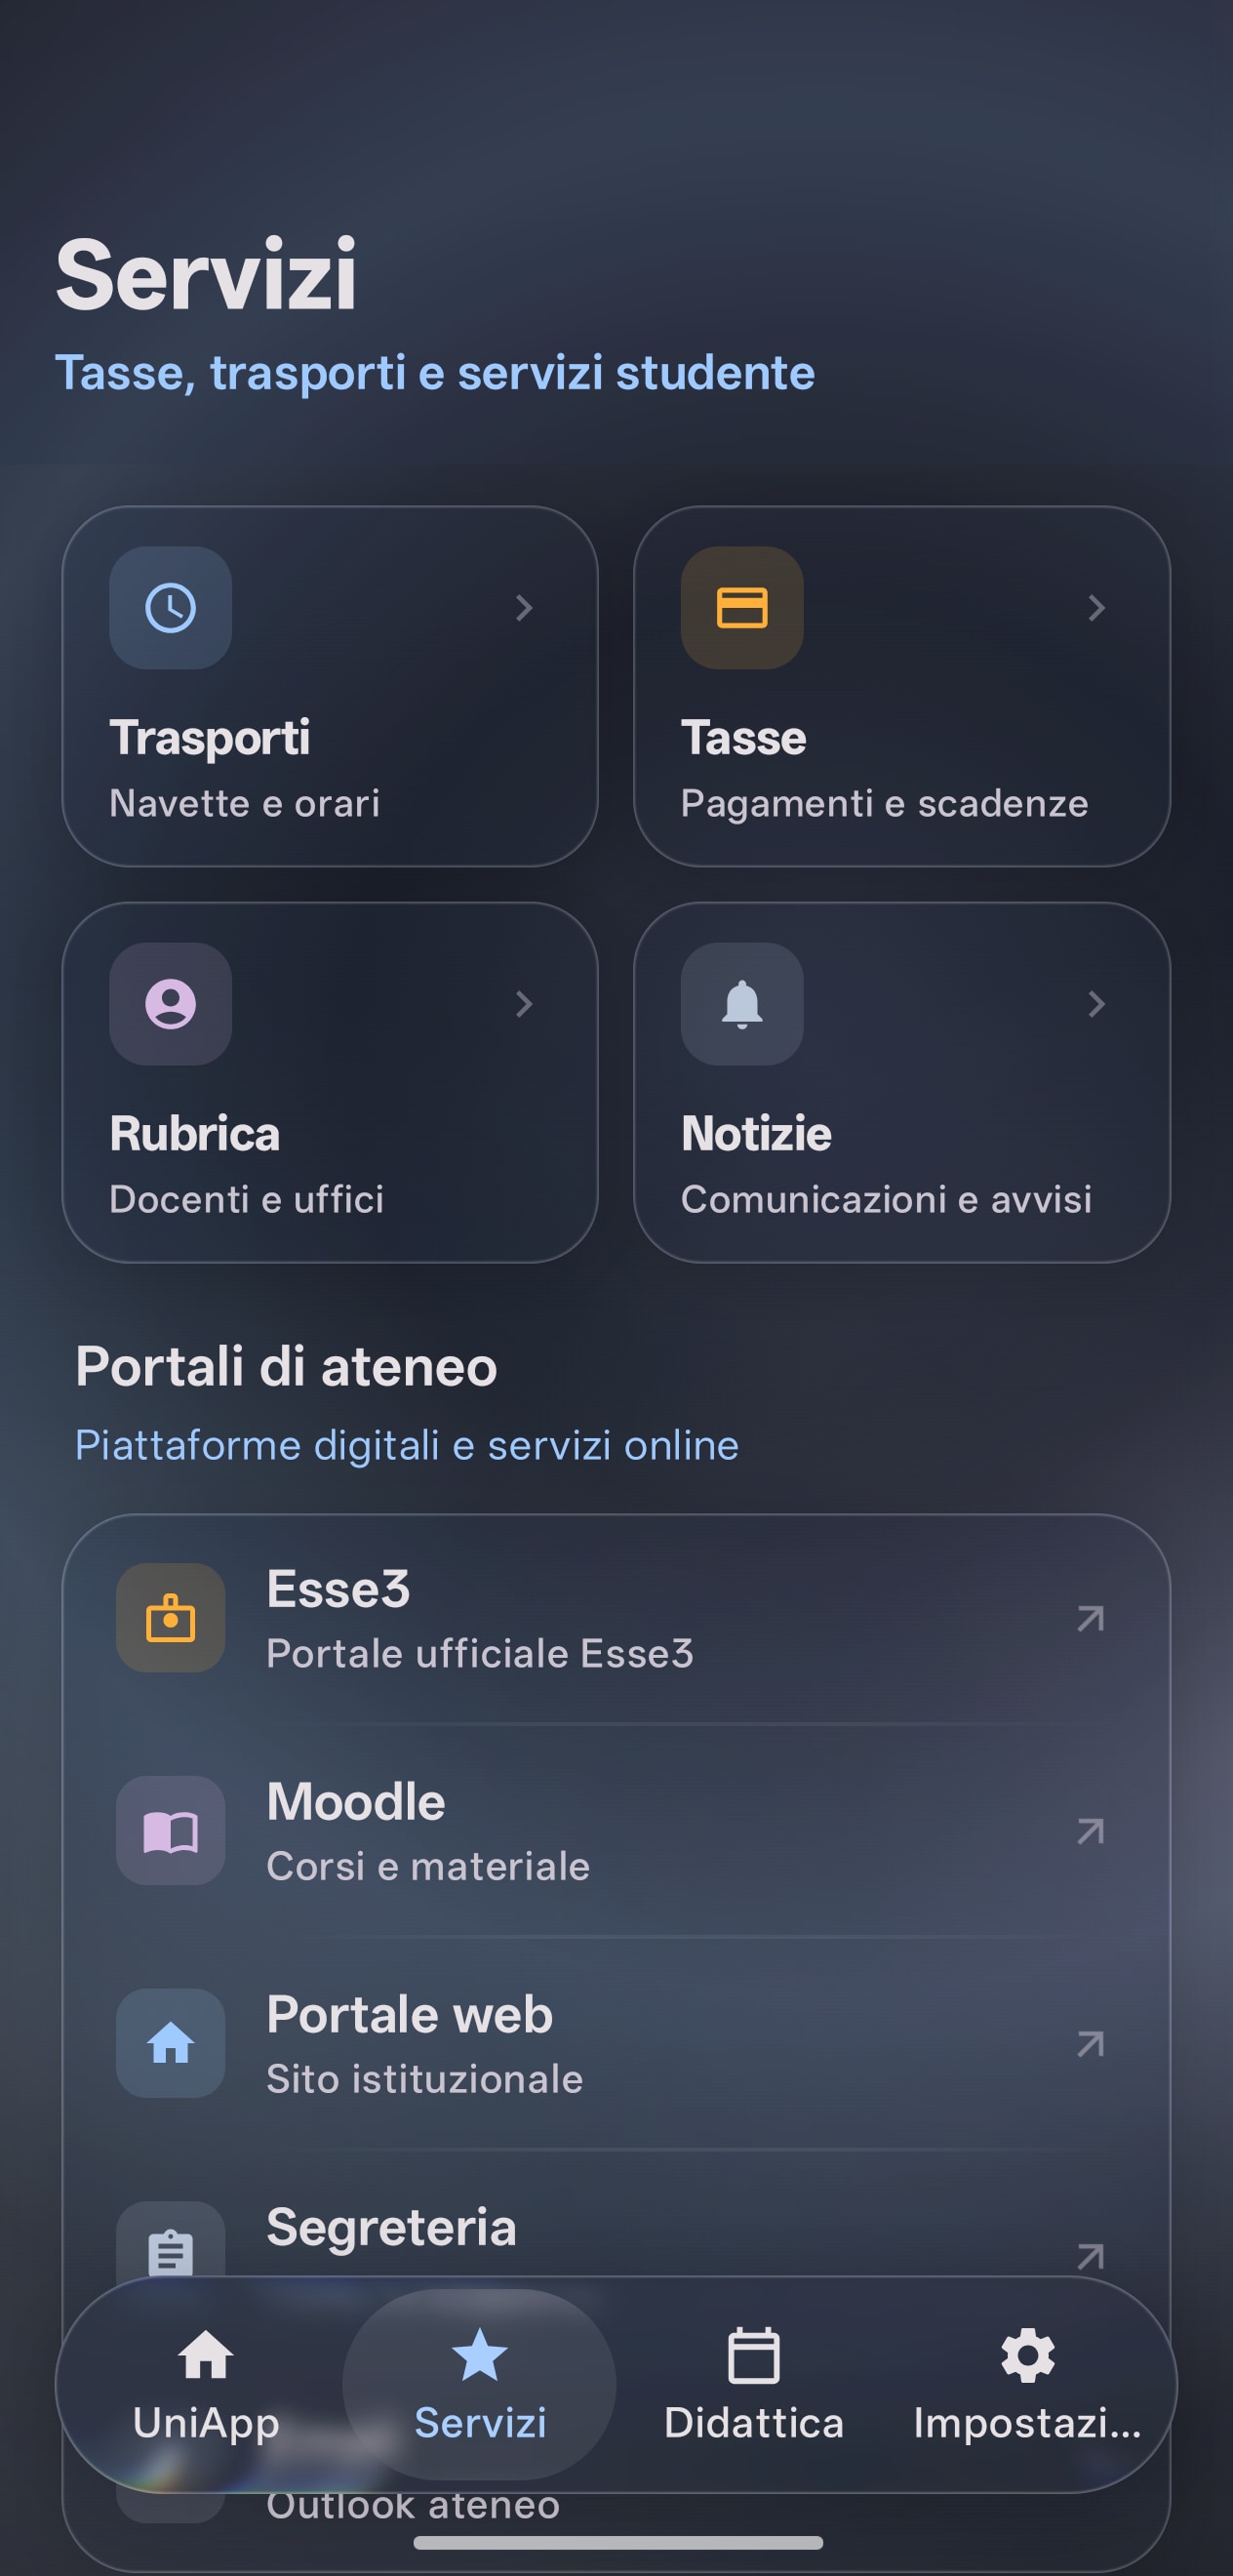 Servizi
Tasse, trasporti e servizi studente
Trasporti
Navette e orari
Tasse
Pagamenti e scadenze
Rubrica
Docenti e uffici
Notizie
Comunicazioni e avvisi
Portali di ateneo
Piattaforme digitali e servizi online
Esse3
Portale ufficiale Esse3
Moodle
Corsi e materiale
Portale web
Sito istituzionale
Segreteria
UniApp
Servizi
Didattica
Impostazi...
Outlook ateneo